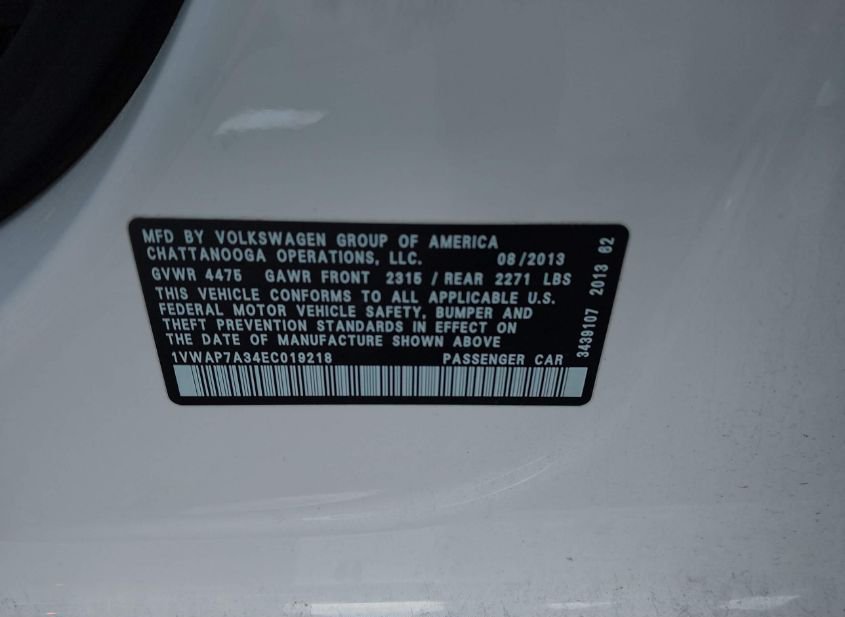 MFD BY VOLKSWAGEN GROUP OF AMERICA
CHATTANOOGA OPERATIONS, LLC. 08/2013
GVWR 4475 GAWR FRONT 2315 / REAR 2271 LBS
THIS VEHICLE CONFORMS TO ALL APPLICABLE U.S.
FEDERAL MOTOR VEHICLE SAFETY, BUMPER AND
THEFT PREVENTION STANDARDS IN EFFECT ON
THE DATE OF MANUFACTURE SHOWN ABOVE
1VWAP7A34EC019218 PASSENGER CAR
3439107 2013 62